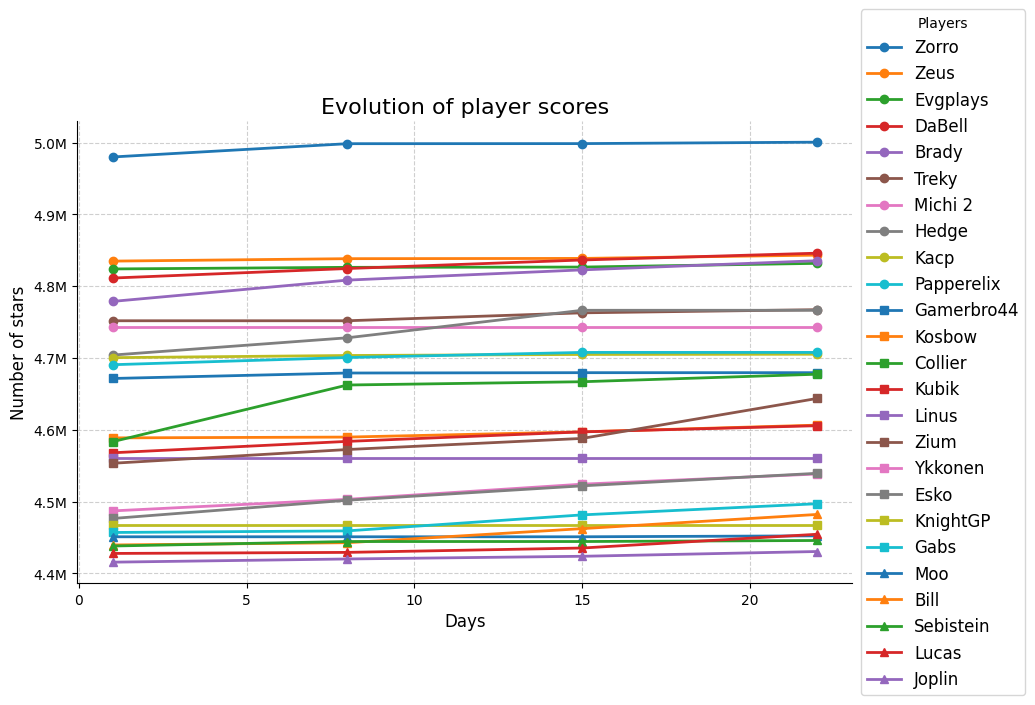 Evolution of player scores
Number of stars
5.0M
4.9M
4.8M
4.7M
4.6M
4.5M
4.4M
0
5
10
15
20
Days
Players
Zorro
Zeus
Evgplays
DaBell
Brady
Treky
Michi 2
Hedge
Kacp
Papperelix
Gamerbro44
Kosbow
Collier
Kubik
Linus
Zium
Ykkonen
Esko
KnightGP
Gabs
Moo
Bill
Sebistein
Lucas
Joplin